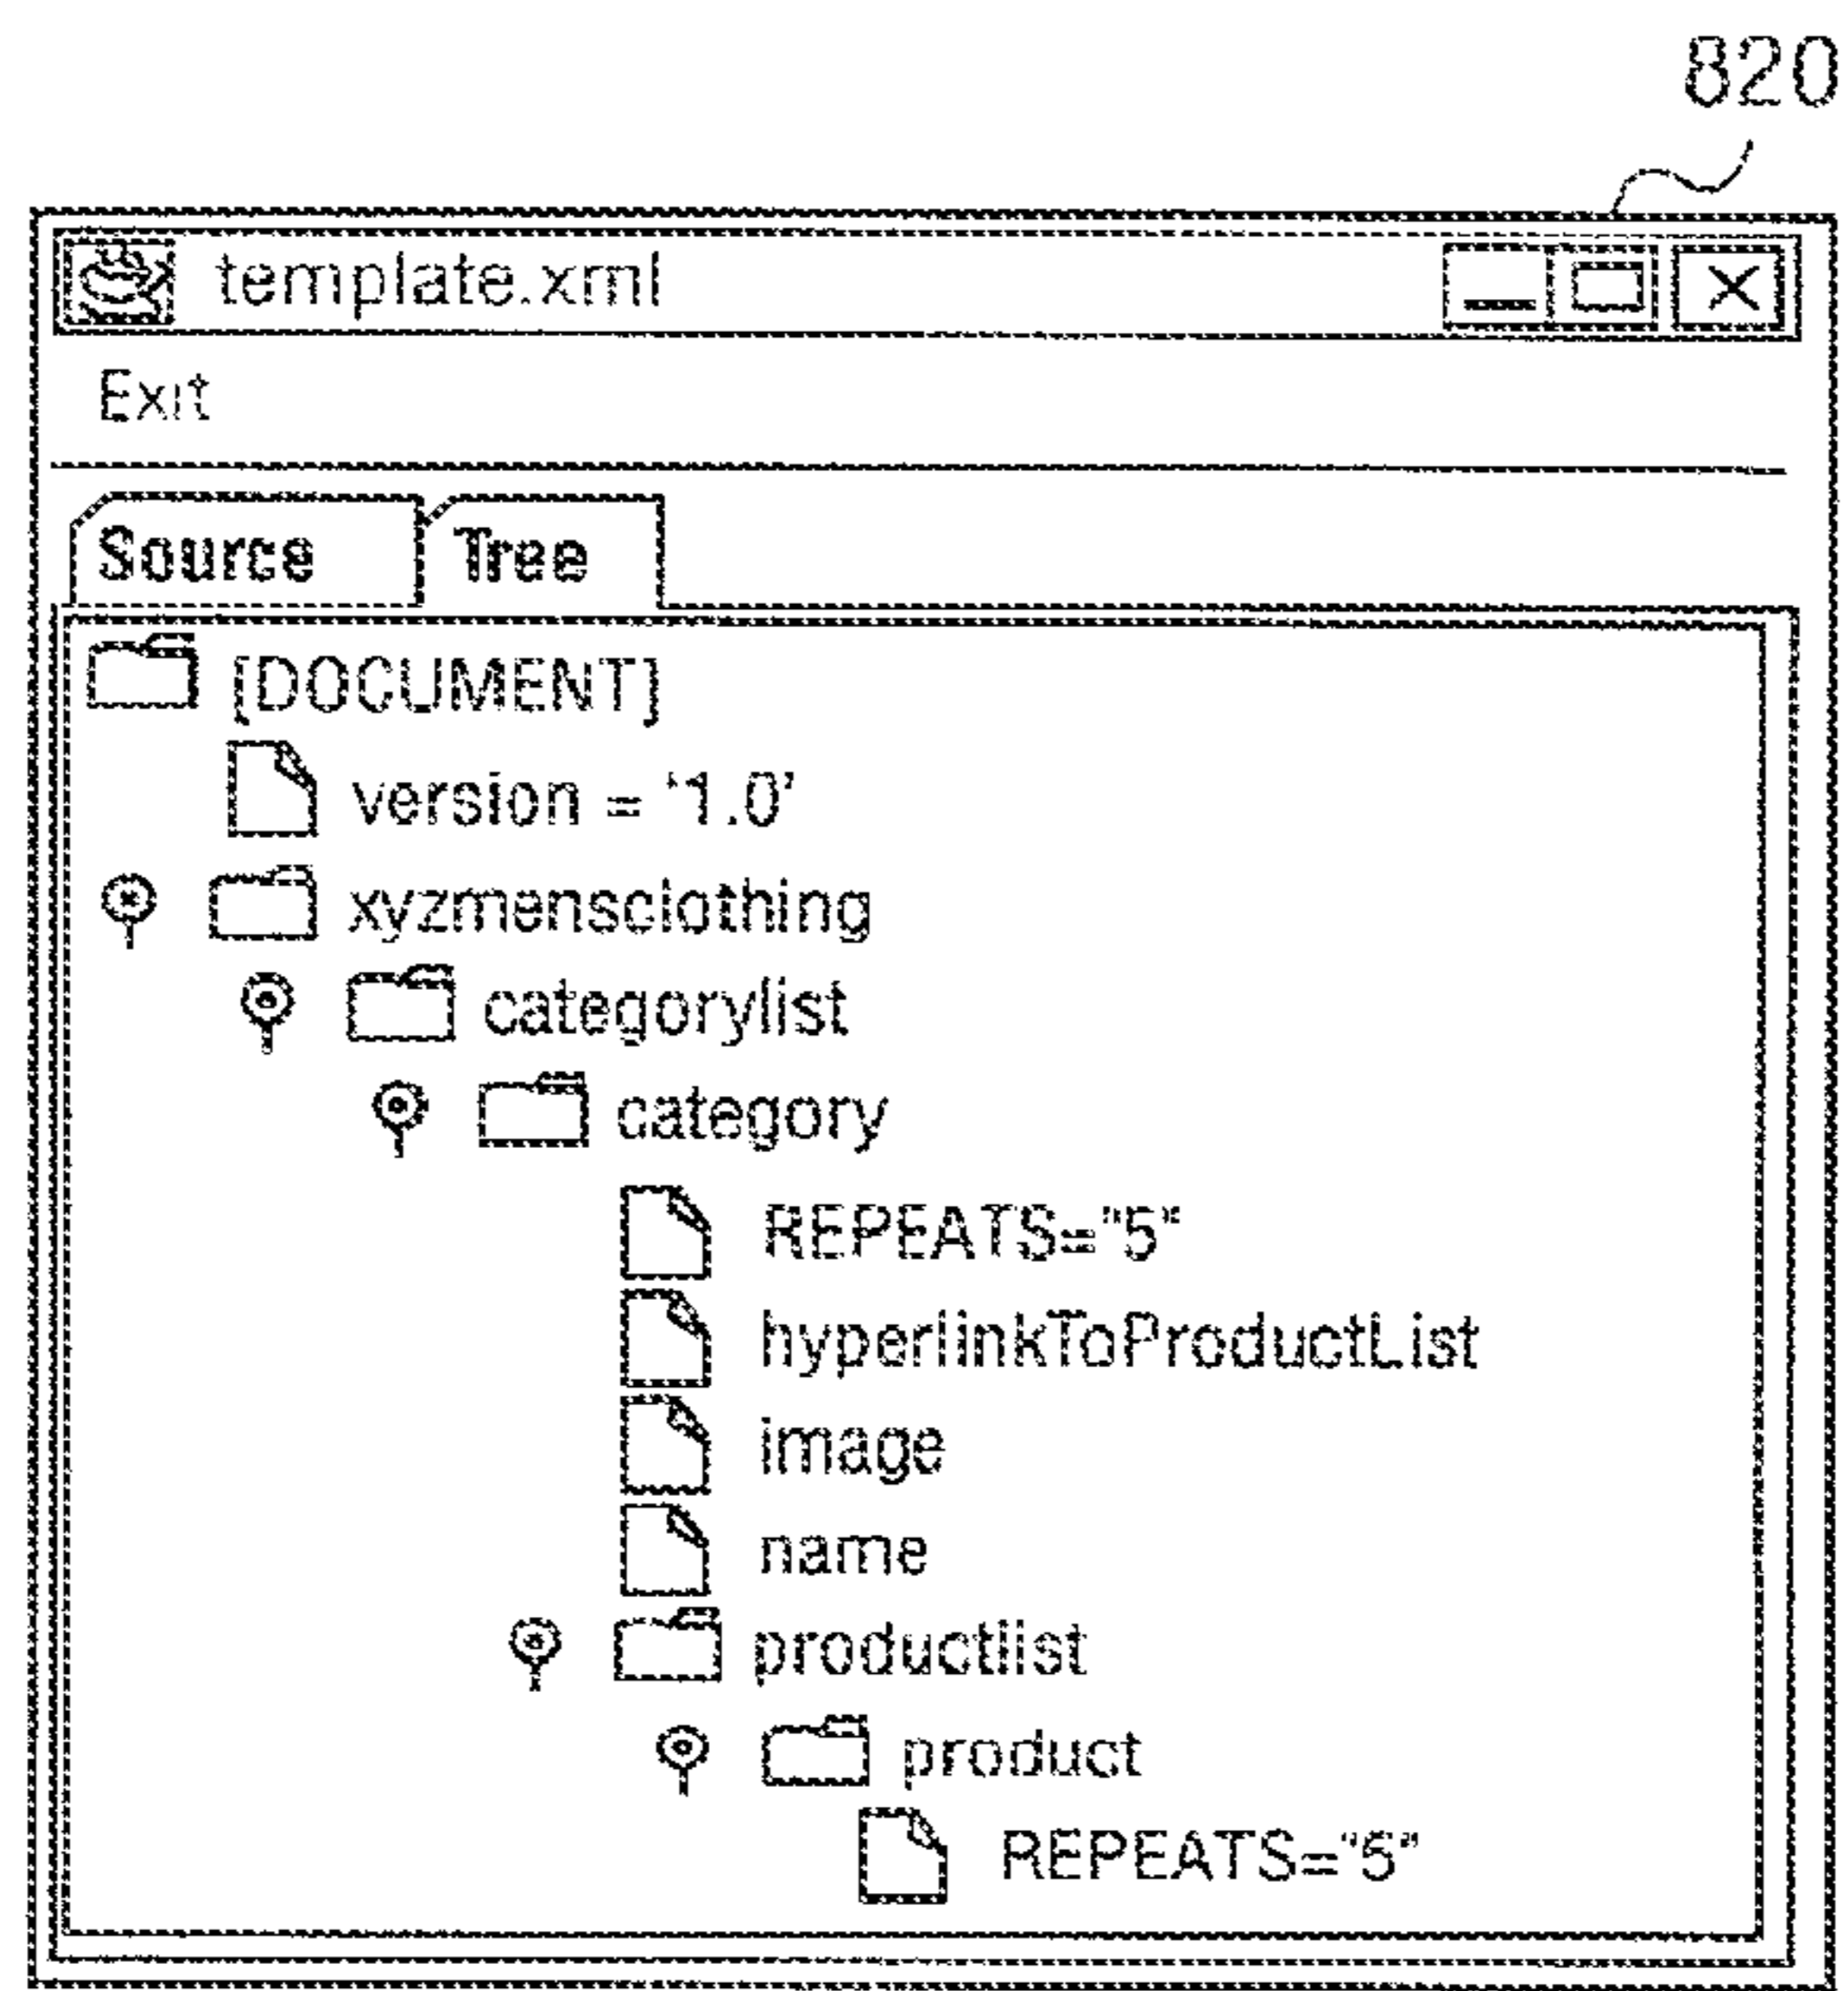 820
template.xml
Exit
Source Tree
[DOCUMENT]
version = '1.0'
xyzmensclothing
categorylist
category
REPEATS="5"
hyperlinkToProductList
image
name
productlist
product
REPEATS="5"